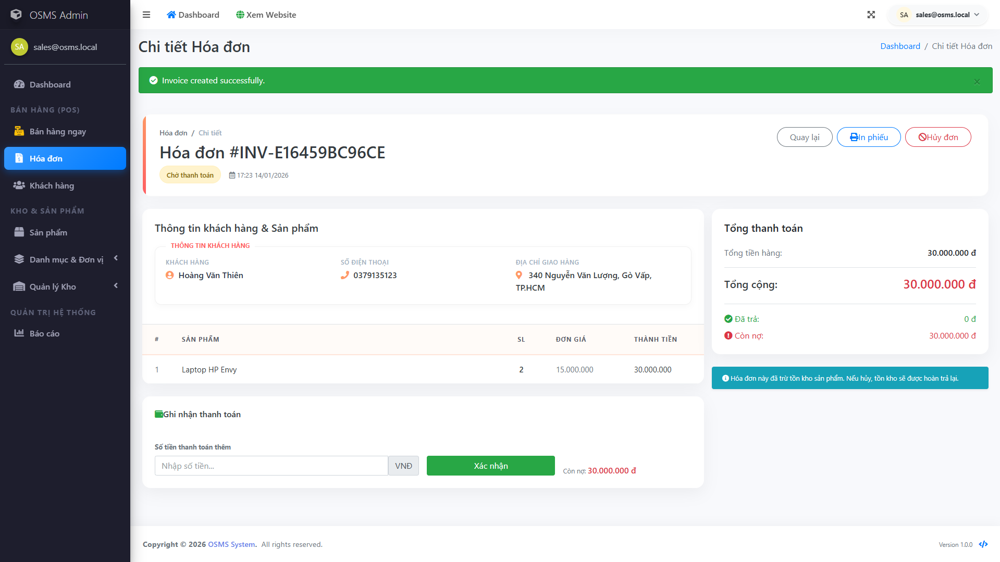 OSMS Admin
SA
sales@osms.local
Dashboard
BÁN HÀNG (POS)
Bán hàng ngay
Hóa đơn
Khách hàng
KHO & SẢN PHẨM
Sản phẩm
Danh mục & Đơn vị
Quản lý Kho
QUẢN TRỊ HỆ THỐNG
Báo cáo
Dashboard
Xem Website
SA sales@osms.local
Chi tiết Hóa đơn
Dashboard / Chi tiết Hóa đơn
Invoice created successfully.
×
Hóa đơn / Chi tiết
Hóa đơn #INV-E16459BC96CE
Chờ thanh toán
17:23 14/01/2026
Quay lại
In phiếu
Hủy đơn
Thông tin khách hàng & Sản phẩm
THÔNG TIN KHÁCH HÀNG
KHÁCH HÀNG
Hoàng Văn Thiên
SỐ ĐIỆN THOẠI
0379135123
ĐỊA CHỈ GIAO HÀNG
340 Nguyễn Văn Lượng, Gò Vấp,
TP.HCM
# SẢN PHẨM SL ĐƠN GIÁ THÀNH TIỀN
1 Laptop HP Envy 2 15.000.000 30.000.000
Ghi nhận thanh toán
Số tiền thanh toán thêm
Nhập số tiền...
VNĐ
Xác nhận
Còn nợ: 30.000.000 đ
Tổng thanh toán
Tổng tiền hàng: 30.000.000 đ
Tổng cộng: 30.000.000 đ
Đã trả: 0 đ
Còn nợ: 30.000.000 đ
Hóa đơn này đã trừ tồn kho sản phẩm. Nếu hủy, tồn kho sẽ được hoàn trả lại.
Copyright © 2026 OSMS System. All rights reserved.
Version 1.0.0